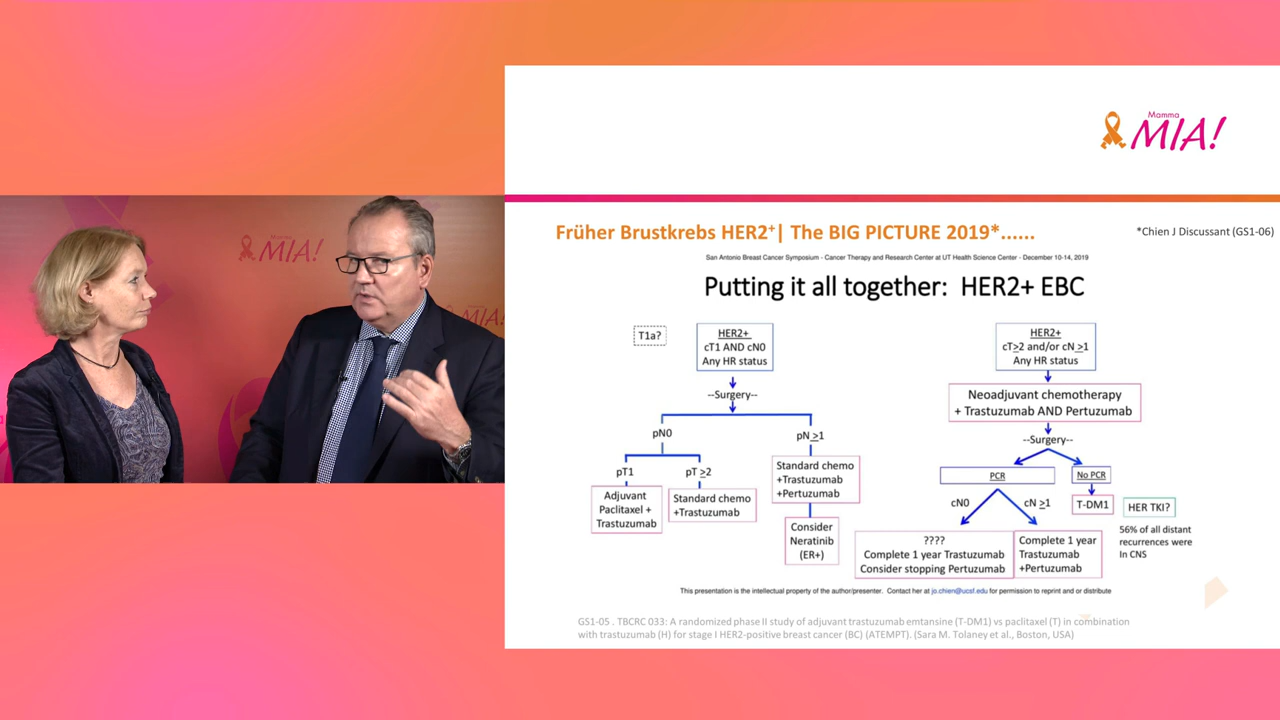 Mamma
MIA!
Mamma
MIA!
MIA!
Früher Brustkrebs HER2+| The BIG PICTURE 2019*......
*Chien J Discussant (GS1-06)
San Antonio Breast Cancer Symposium - Cancer Therapy and Research Center at UT Health Science Center - December 10-14, 2019
Putting it all together: HER2+ EBC
T1a?
HER2+
cT1 AND cN0
Any HR status
--Surgery--
pN0
pN >1
pT1
pT >2
Adjuvant
Paclitaxel +
Trastuzumab
Standard chemo
+Trastuzumab
Standard chemo
+Trastuzumab
+Pertuzumab
Consider
Neratinib
(ER+)
HER2+
cT>2 and/or cN >1
Any HR status
Neoadjuvant chemotherapy
+ Trastuzumab AND Pertuzumab
--Surgery--
PCR
No PCR
cN0
cN >1
T-DM1
HER TKI?
56% of all distant
recurrences were
In CNS
????
Complete 1 year Trastuzumab
Consider stopping Pertuzumab
Complete 1 year
Trastuzumab
+Pertuzumab
This presentation is the intellectual property of the author/presenter. Contact her at jo.chien@ucsf.edu for permission to reprint and or distribute
GS1-05 . TBCRC 033: A randomized phase II study of adjuvant trastuzumab emtansine (T-DM1) vs paclitaxel (T) in combination
with trastuzumab (H) for stage I HER2-positive breast cancer (BC) (ATEMPT). (Sara M. Tolaney et al., Boston, USA)